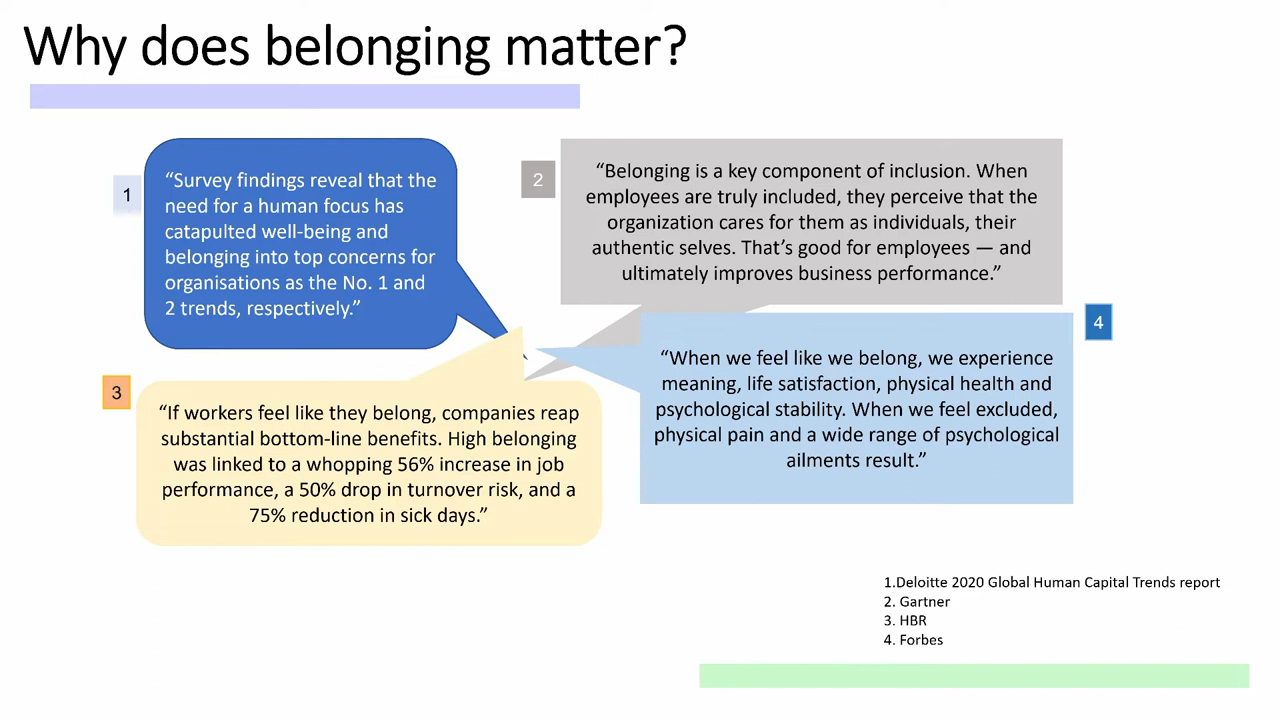 Why does belonging matter?
1
“Survey findings reveal that the
need for a human focus has
catapulted well-being and
belonging into top concerns for
organisations as the No. 1 and
2 trends, respectively.”
2
“Belonging is a key component of inclusion. When
employees are truly included, they perceive that the
organization cares for them as individuals, their
authentic selves. That’s good for employees — and
ultimately improves business performance.”
3
“If workers feel like they belong, companies reap
substantial bottom-line benefits. High belonging
was linked to a whopping 56% increase in job
performance, a 50% drop in turnover risk, and a
75% reduction in sick days.”
4
“When we feel like we belong, we experience
meaning, life satisfaction, physical health and
psychological stability. When we feel excluded,
physical pain and a wide range of psychological
ailments result.”
1.Deloitte 2020 Global Human Capital Trends report
2. Gartner
3. HBR
4. Forbes